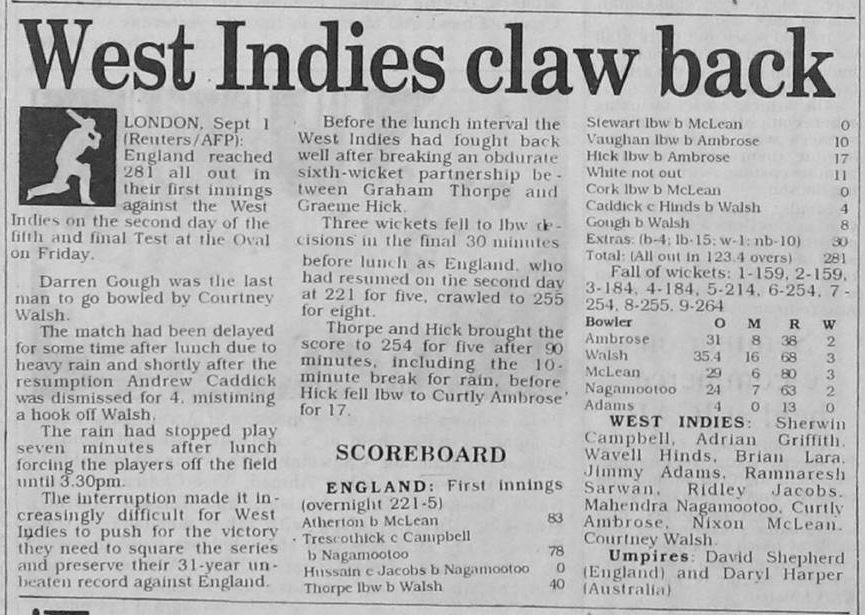 West Indies claw back
LONDON, Sept 1
(Reuters/AFP):
England reached
281 all out in
their first innings
against the West
Indies on the second day of the
fifth and final Test at the Oval
on Friday.
Darren Gough was the last
man to go bowled by Courtney
Walsh.
The match had been delayed
for some time after lunch due to
heavy rain and shortly after the
resumption Andrew Caddick
was dismissed for 4, mistiming
a hook off Walsh.
The rain had stopped play
seven minutes after lunch
forcing the players off the field
until 3.30pm.
The interruption made it in-
creasingly difficult for West
Indies to push for the victory
they need to square the series
and preserve their 31-year un-
beaten record against England.
Before the lunch interval the
West Indies had fought back
well after breaking an obdurate
sixth-wicket partnership be-
tween Graham Thorpe and
Graeme Hick.
Three wickets fell to lbw de-
cisions in the final 30 minutes
before lunch as England, who
had resumed on the second day
at 221 for five, crawled to 255
for eight.
Thorpe and Hick brought the
score to 254 for five after 90
minutes, including the 10-
minute break for rain, before
Hick fell lbw to Curtly Ambrose
for 17.
SCOREBOARD
ENGLAND: First innings
(overnight 221-5)
Atherton b McLean 83
Trescothick c Campbell
b Nagamootoo 78
Hussain c Jacobs b Nagamootoo 0
Thorpe lbw b Walsh 40
Stewart lbw b McLean 0
Vaughan lbw b Ambrose 10
Hick lbw b Ambrose 17
White not out 11
Cork lbw b McLean 0
Caddick c Hinds b Walsh 4
Gough b Walsh 8
Extras: (b-4; lb-15; w-1; nb-10) 30
Total: (All out in 123.4 overs) 281
Fall of wickets: 1-159, 2-159,
3-184, 4-184, 5-214, 6-254, 7-
254, 8-255, 9-264
Bowler O M R W
Ambrose 31 8 38 2
Walsh 35.4 16 68 3
McLean 29 6 80 3
Nagamootoo 24 7 63 2
Adams 4 0 13 0
WEST INDIES: Sherwin
Campbell, Adrian Griffith,
Wavell Hinds, Brian Lara,
Jimmy Adams, Ramnaresh
Sarwan, Ridley Jacobs,
Mahendra Nagamootoo, Curtly
Ambrose, Nixon McLean,
Courtney Walsh.
Umpires: David Shepherd
(England) and Daryl Harper
(Australia)